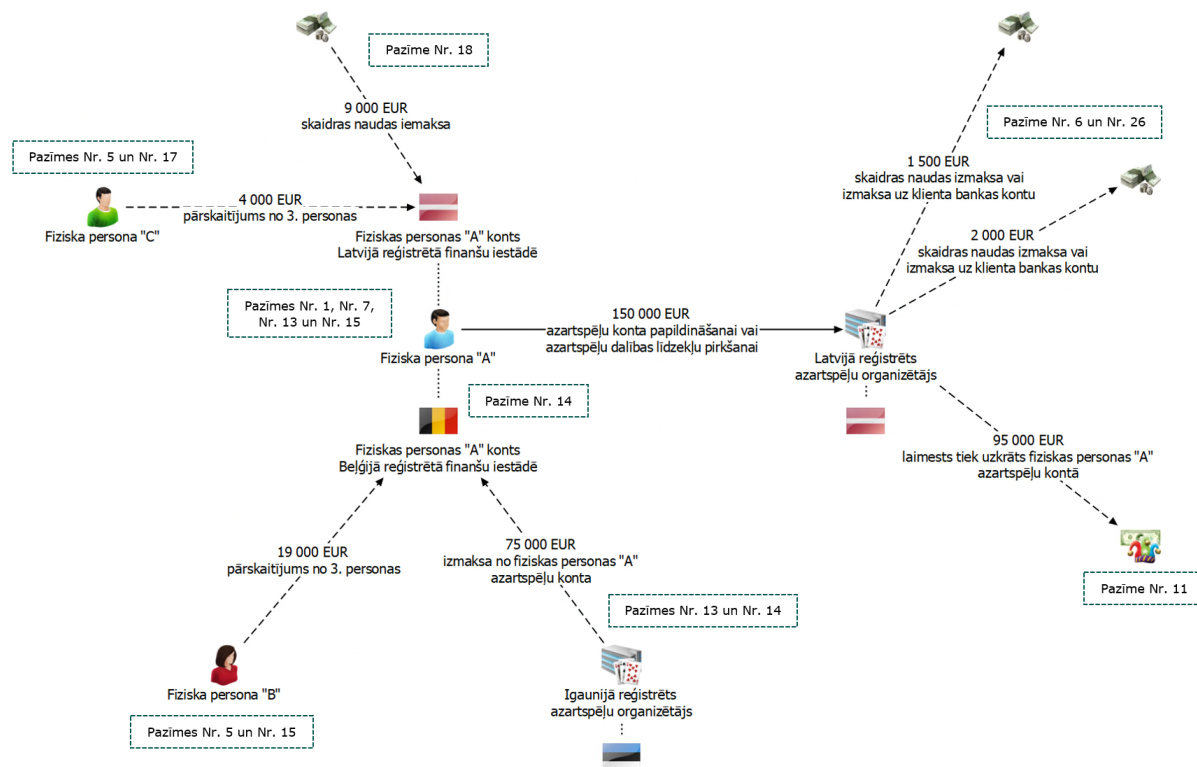 Pazīme Nr. 18
9 000 EUR
skaidras naudas iemaksa
Pazīmes Nr. 5 un Nr. 17
Fiziska persona "C"
4 000 EUR
pārskaitījums no 3. personas
Fiziskas personas "A" konts
Latvijā reģistrētā finanšu iestādē
Pazīme Nr. 6 un Nr. 26
1 500 EUR
skaidras naudas izmaksa vai
izmaksa uz klienta bankas kontu
2 000 EUR
skaidras naudas izmaksa vai
izmaksa uz klienta bankas kontu
Pazīmes Nr. 1, Nr. 7,
Nr. 13 un Nr. 15
Fiziska persona "A"
150 000 EUR
azartspēļu konta papildināšanai vai
azartspēļu dalības līdzekļu pirkšanai
Latvijā reģistrēts
azartspēļu organizētājs
Pazīme Nr. 14
Fiziskas personas "A" konts
Beļģijā reģistrētā finanšu iestādē
95 000 EUR
laimests tiek uzkrāts fiziskas personas "A"
azartspēļu kontā
Pazīme Nr. 11
19 000 EUR
pārskaitījums no 3. personas
75 000 EUR
izmaksa no fiziskas personas "A"
azartspēļu konta
Pazīmes Nr. 13 un Nr. 14
Fiziska persona "B"
Pazīmes Nr. 5 un Nr. 15
Igaunijā reģistrēts
azartspēļu organizētājs